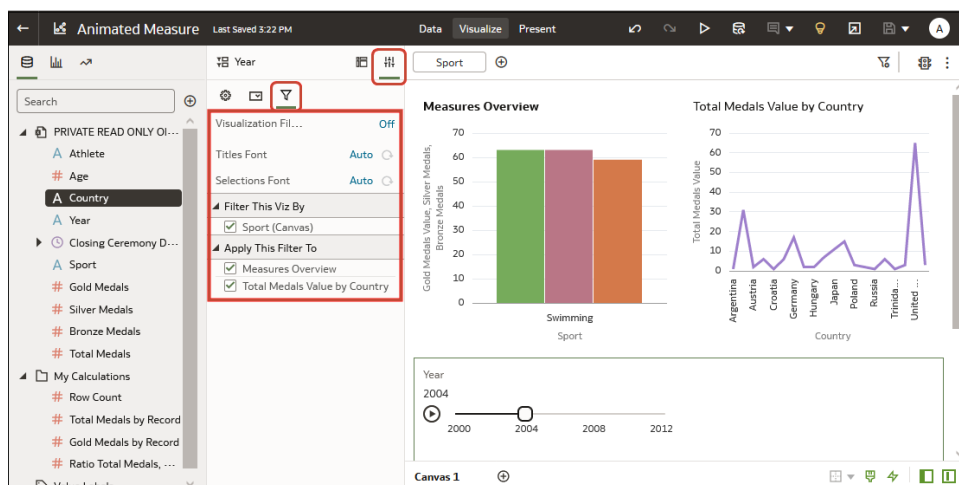 Animated Measure Last Saved 3:22 PM Data Visualize Present A
Search
PRIVATE READ ONLY Ol...
A Athlete
# Age
A Country
A Year
Closing Ceremony D...
A Sport
# Gold Medals
# Silver Medals
# Bronze Medals
# Total Medals
My Calculations
# Row Count
# Total Medals by Record
# Gold Medals by Record
# Ratio Total Medals, ...
Year
Visualization Fil... Off
Titles Font Auto
Selections Font Auto
Filter This Viz By
Sport (Canvas)
Apply This Filter To
Measures Overview
Total Medals Value by Country
Sport
Measures Overview
Gold Medals Value, Silver Medals,
Bronze Medals
70
60
50
40
30
20
10
0
Swimming
Sport
Total Medals Value by Country
Total Medals Value
70
60
50
40
30
20
10
0
Argentina
Austria
Croatia
Germany
Hungary
Japan
Poland
Russia
Trinida...
United ...
Country
Year
2004
2000 2004 2008 2012
Canvas 1